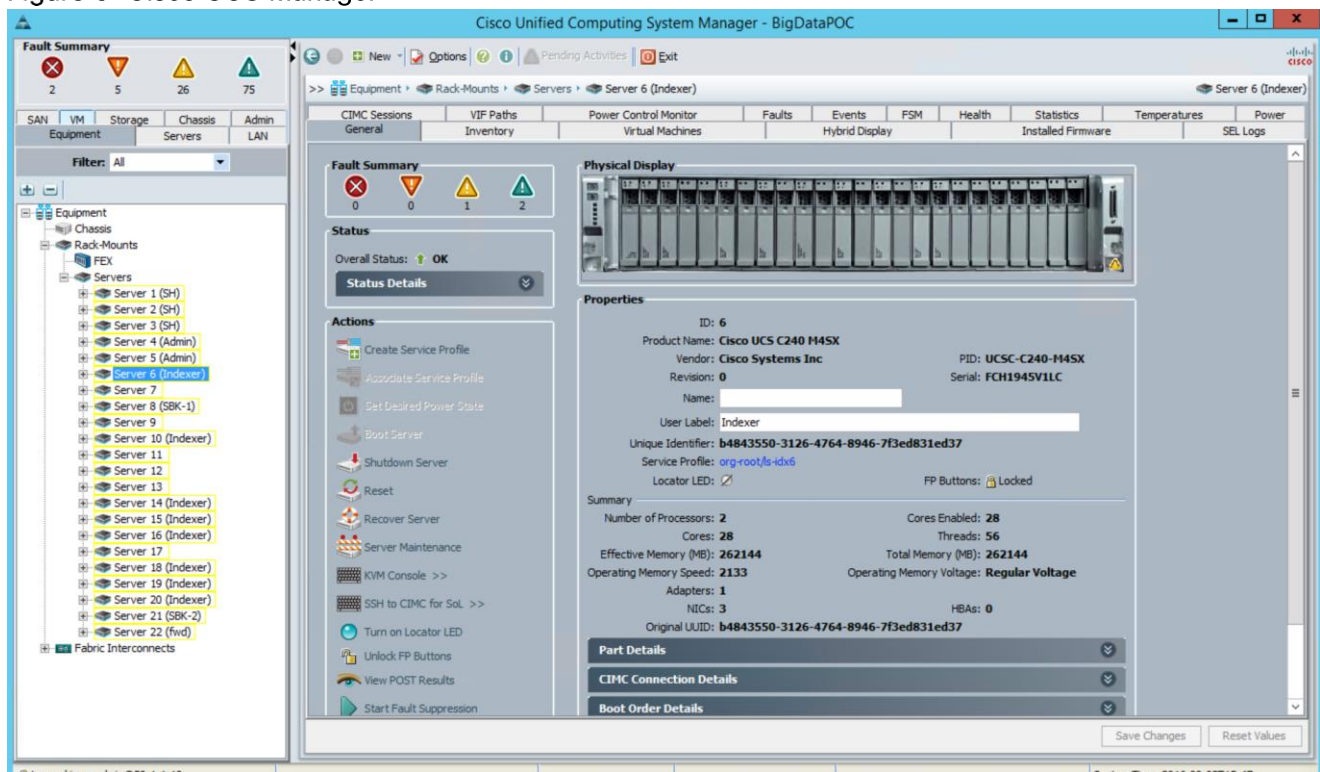 Cisco Unified Computing System Manager - BigDataPOC
Fault Summary
2 5 26 75
SAN VM Storage Chassis Admin
Equipment Servers LAN
Filter: All
Equipment
Chassis
Rack-Mounts
FEX
Servers
Server 1 (SH)
Server 2 (SH)
Server 3 (SH)
Server 4 (Admin)
Server 5 (Admin)
Server 6 (Indexer)
Server 7
Server 8 (SBK-1)
Server 9
Server 10 (Indexer)
Server 11
Server 12
Server 13
Server 14 (Indexer)
Server 15 (Indexer)
Server 16 (Indexer)
Server 17
Server 18 (Indexer)
Server 19 (Indexer)
Server 20 (Indexer)
Server 21 (SBK-2)
Server 22 (fwd)
Fabric Interconnects
New Options Pending Activities Exit
CISCO
>> Equipment Rack-Mounts Servers Server 6 (Indexer) Server 6 (Indexer)
CIMC Sessions VIF Paths Power Control Monitor Faults Events FSM Health Statistics Temperatures Power
General Inventory Virtual Machines Hybrid Display Installed Firmware SEL Logs
Fault Summary
0 0 1 2
Status
Overall Status: OK
Status Details
Actions
Create Service Profile
Associate Service Profile
Set Desired Power State
Boot Server
Shutdown Server
Reset
Recover Server
Server Maintenance
KVM Console >>
SSH to CIMC for SoL >>
Turn on Locator LED
Unlock FP Buttons
View POST Results
Start Fault Suppression
Physical Display
Properties
ID: 6
Product Name: Cisco UCS C240 M4SX
Vendor: Cisco Systems Inc PID: UCSC-C240-M4SX
Revision: 0 Serial: FCH1945V1LC
Name:
User Label: Indexer
Unique Identifier: b4843550-3126-4764-8946-7f3ed831ed37
Service Profile: org-root/ls-idx6
Locator LED: FP Buttons: Locked
Summary
Number of Processors: 2 Cores Enabled: 28
Cores: 28 Threads: 56
Effective Memory (MB): 262144 Total Memory (MB): 262144
Operating Memory Speed: 2133 Operating Memory Voltage: Regular Voltage
Adapters: 1
NICs: 3 HBAs: 0
Original UUID: b4843550-3126-4764-8946-7f3ed831ed37
Part Details
CIMC Connection Details
Boot Order Details
Save Changes Reset Values